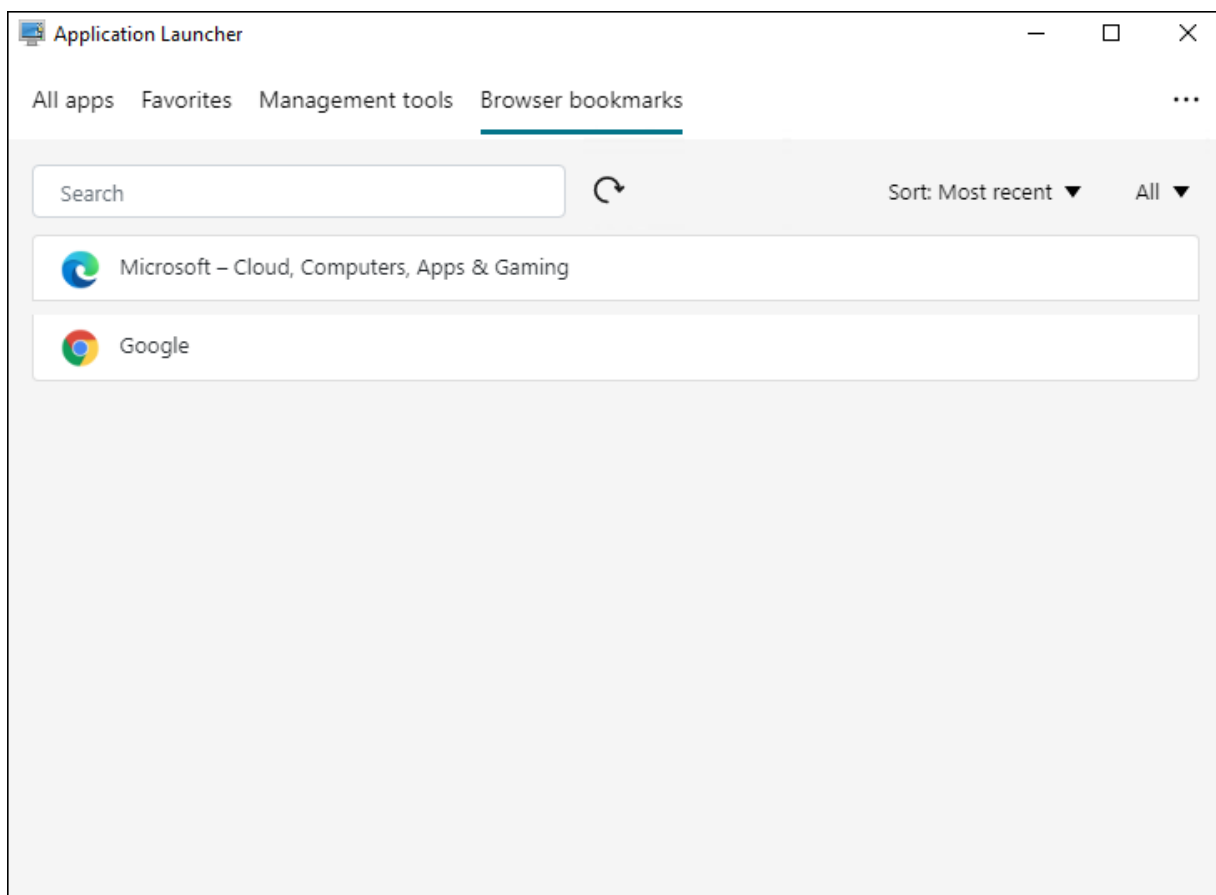 Application Launcher
All apps Favorites Management tools Browser bookmarks
Search Sort: Most recent All
Microsoft – Cloud, Computers, Apps & Gaming
Google